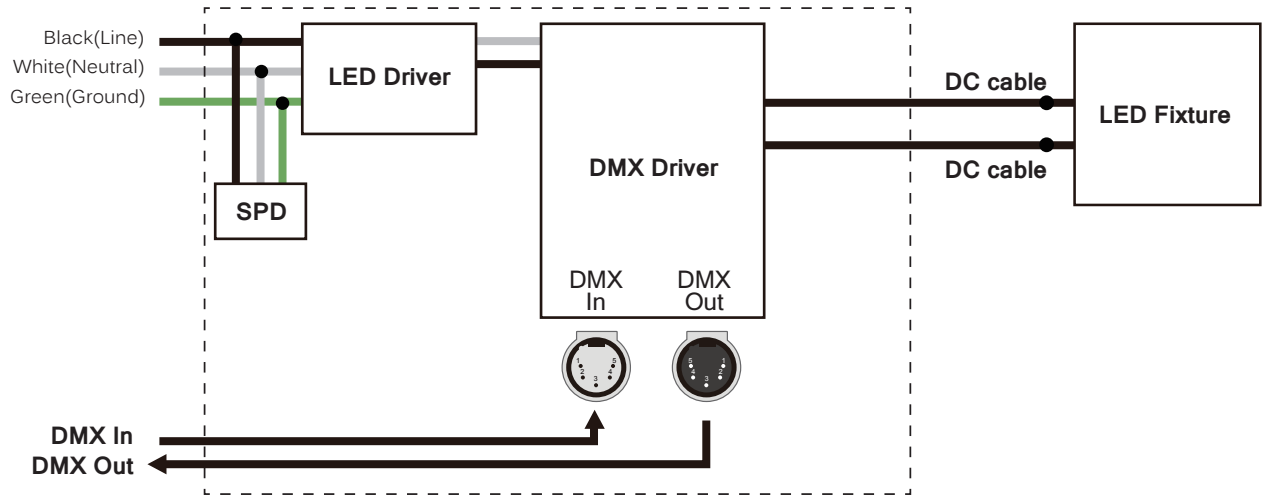 Black(Line)
White(Neutral)
Green(Ground)
LED Driver
SPD
DMX Driver
DMX
In
DMX
Out
1
2
3
4
5
5
4
3
2
1
DC cable
DC cable
LED Fixture
DMX In
DMX Out